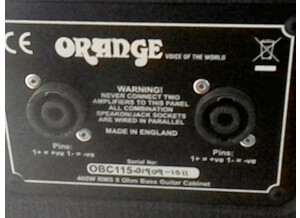 CE ORANGE VOICE OF THE WORLD
WARNING!
NEVER CONNECT TWO
AMPLIFIERS TO THIS PANEL
ALL COMBINATION
SPEAKON/JACK SOCKETS
ARE WIRED IN PARALLEL
MADE IN ENGLAND
Pins:
1+ = +ve 1- = -ve
Pins:
1+ = +ve 1- = -ve
Serial No:
OBC115-01909-1011
400W RMS 8 Ohm Bass Guitar Cabinet